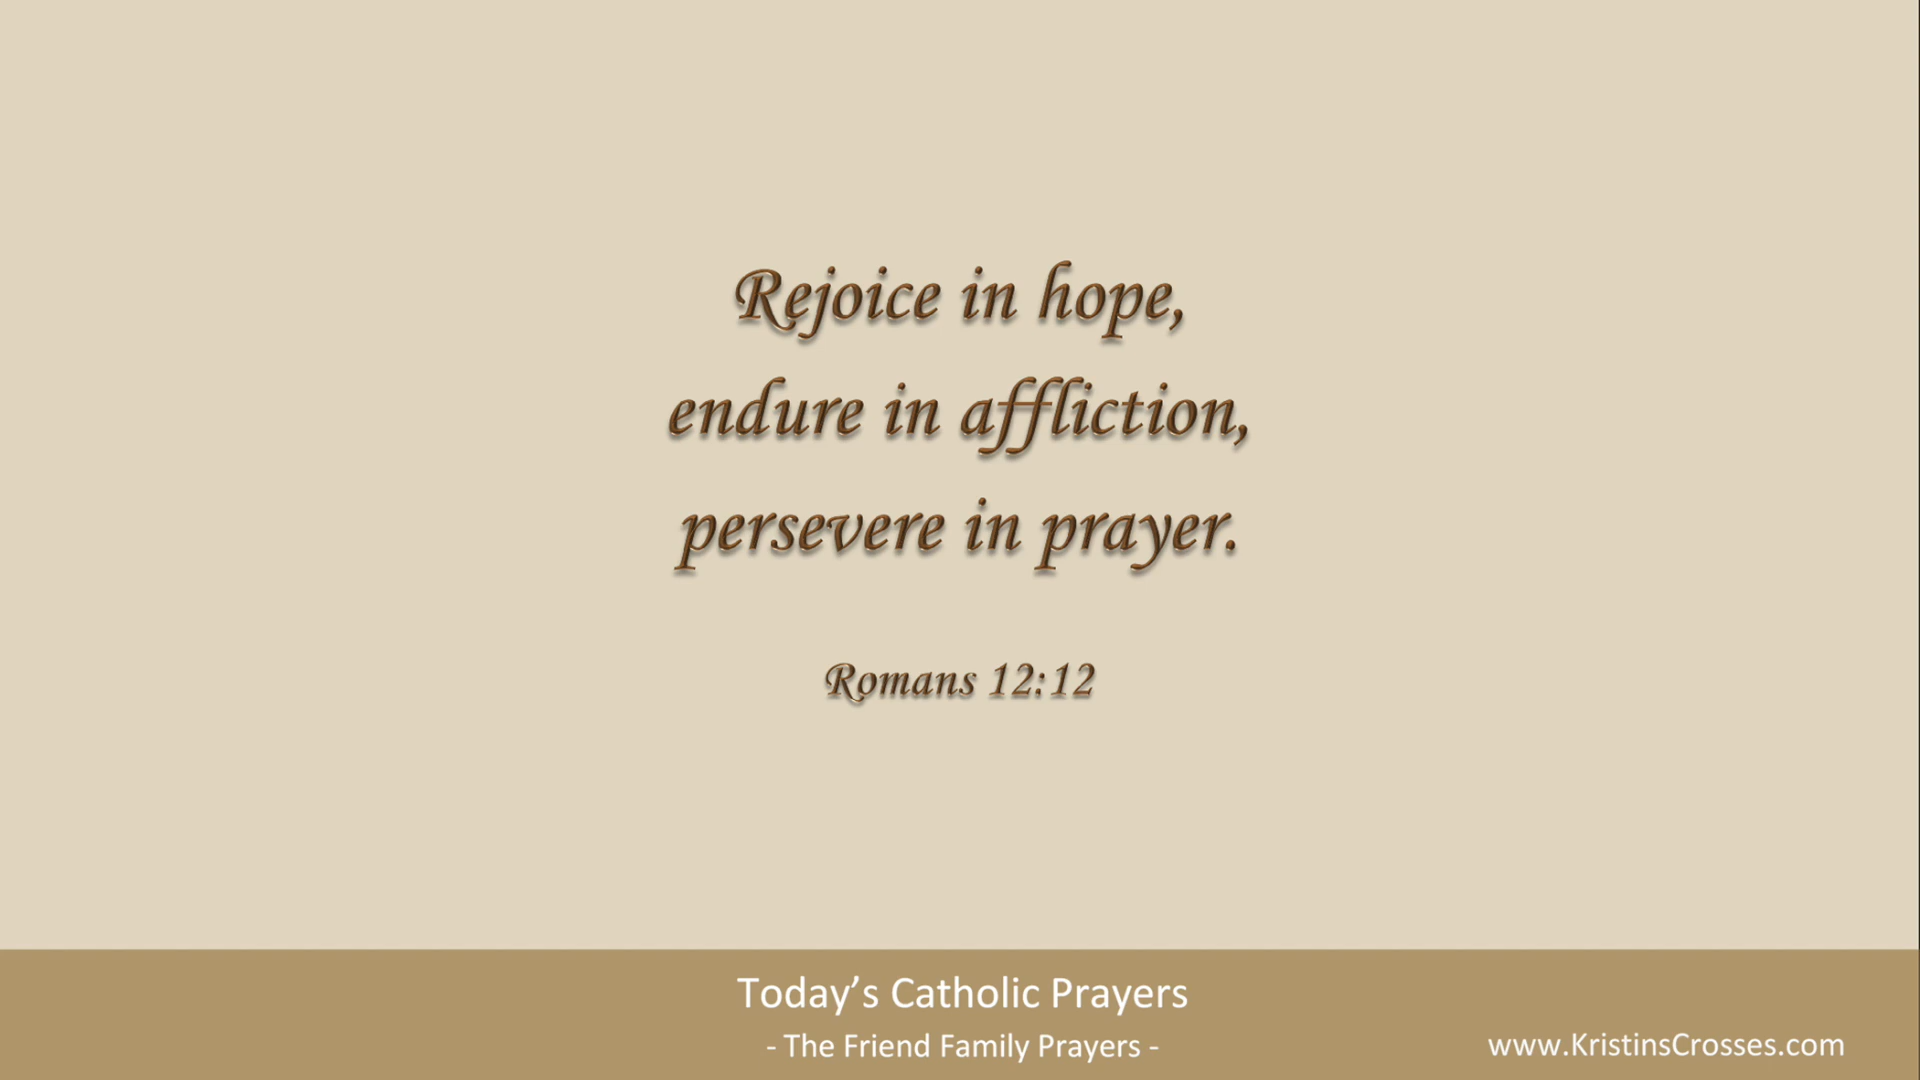 Rejoice in hope,
endure in affliction,
persevere in prayer.
Romans 12:12
Today’s Catholic Prayers
- The Friend Family Prayers -
www.KristinsCrosses.com